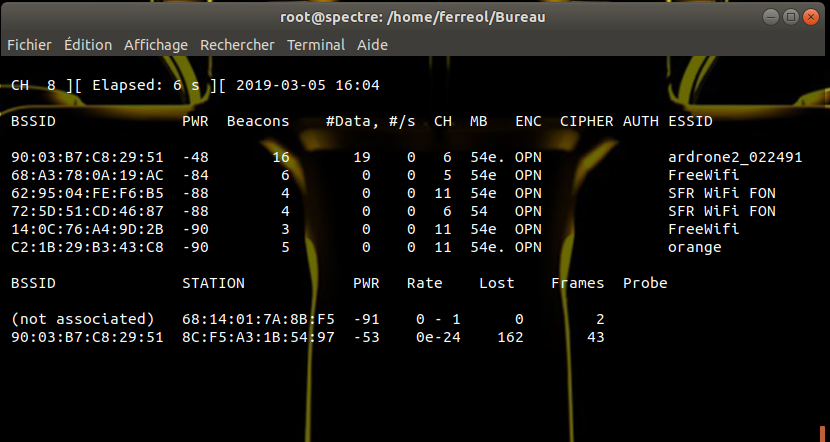 root@spectre: /home/ferreol/Bureau
Fichier Édition Affichage Rechercher Terminal Aide
CH 8 ][ Elapsed: 6 s ][ 2019-03-05 16:04
BSSID PWR Beacons #Data, #/s CH MB ENC CIPHER AUTH ESSID
90:03:B7:C8:29:51 -48 16 19 0 6 54e. OPN ardrone2_022491
68:A3:78:0A:19:AC -84 6 0 0 5 54e OPN FreeWifi
62:95:04:FE:F6:B5 -88 4 0 0 11 54e OPN SFR WiFi FON
72:5D:51:CD:46:87 -88 4 0 0 6 54 OPN SFR WiFi FON
14:0C:76:A4:9D:2B -90 3 0 0 11 54e OPN FreeWifi
C2:1B:29:B3:43:C8 -90 5 0 0 11 54e. OPN orange
BSSID STATION PWR Rate Lost Frames Probe
(not associated) 68:14:01:7A:8B:F5 -91 0 - 1 0 2
90:03:B7:C8:29:51 8C:F5:A3:1B:54:97 -53 0e-24 162 43